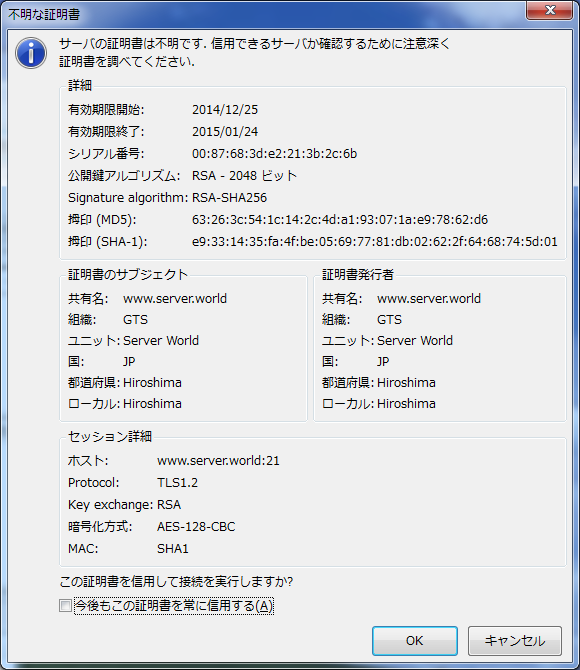 不明な証明書
サーバの証明書は不明です. 信用できるサーバか確認するために注意深く
証明書を調べてください.
詳細
有効期限開始: 2014/12/25
有効期限終了: 2015/01/24
シリアル番号: 00:87:68:3d:e2:21:3b:2c:6b
公開鍵アルゴリズム: RSA - 2048 ビット
Signature algorithm: RSA-SHA256
拇印 (MD5): 63:26:3c:54:1c:14:2c:4d:a1:93:07:1a:e9:78:62:d6
拇印 (SHA-1): e9:33:14:35:fa:4f:be:05:69:77:81:db:02:62:2f:64:68:74:5d:01
証明書のサブジェクト
共有名: www.server.world
組織: GTS
ユニット: Server World
国: JP
都道府県: Hiroshima
ローカル: Hiroshima
証明書発行者
共有名: www.server.world
組織: GTS
ユニット: Server World
国: JP
都道府県: Hiroshima
ローカル: Hiroshima
セッション詳細
ホスト: www.server.world:21
Protocol: TLS1.2
Key exchange: RSA
暗号化方式: AES-128-CBC
MAC: SHA1
この証明書を信用して接続を実行しますか?
今後もこの証明書を常に信用する(A)
OK
キャンセル